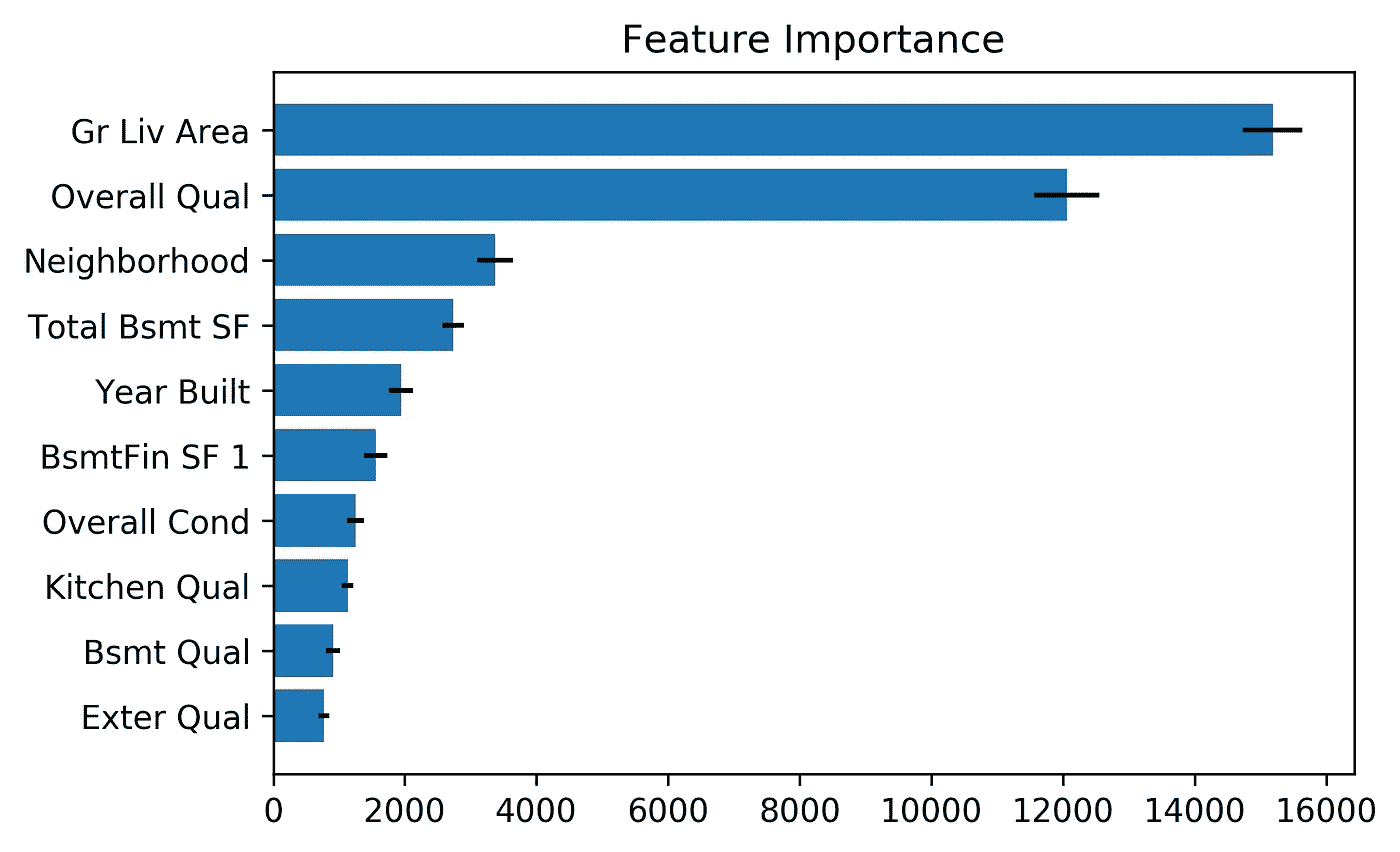 Feature Importance
Gr Liv Area
Overall Qual
Neighborhood
Total Bsmt SF
Year Built
BsmtFin SF 1
Overall Cond
Kitchen Qual
Bsmt Qual
Exter Qual
0 2000 4000 6000 8000 10000 12000 14000 16000